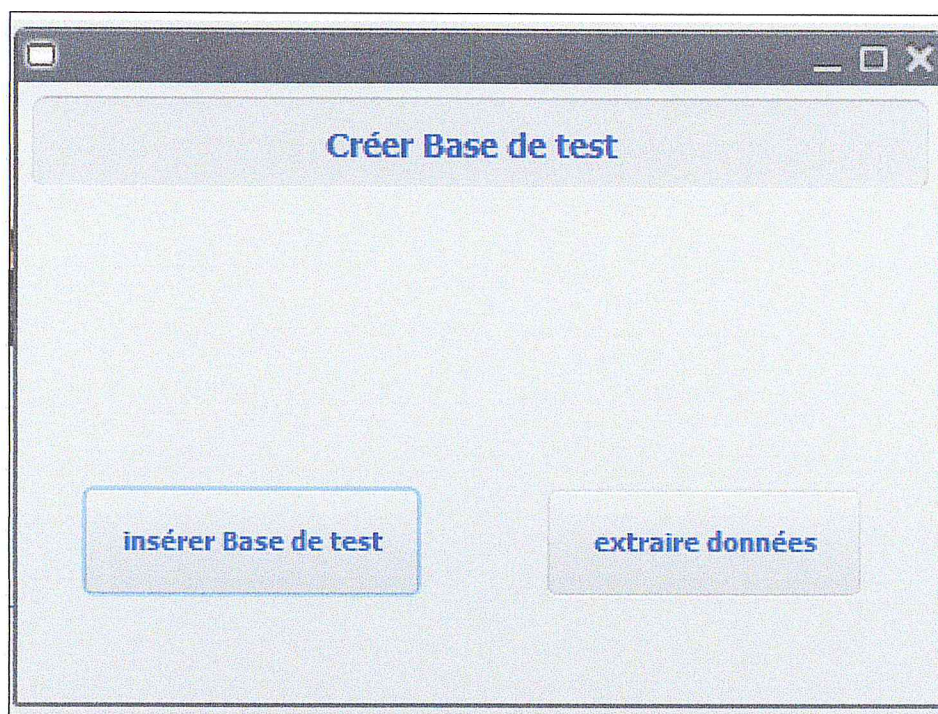 Créer Base de test
insérer Base de test
extraire données